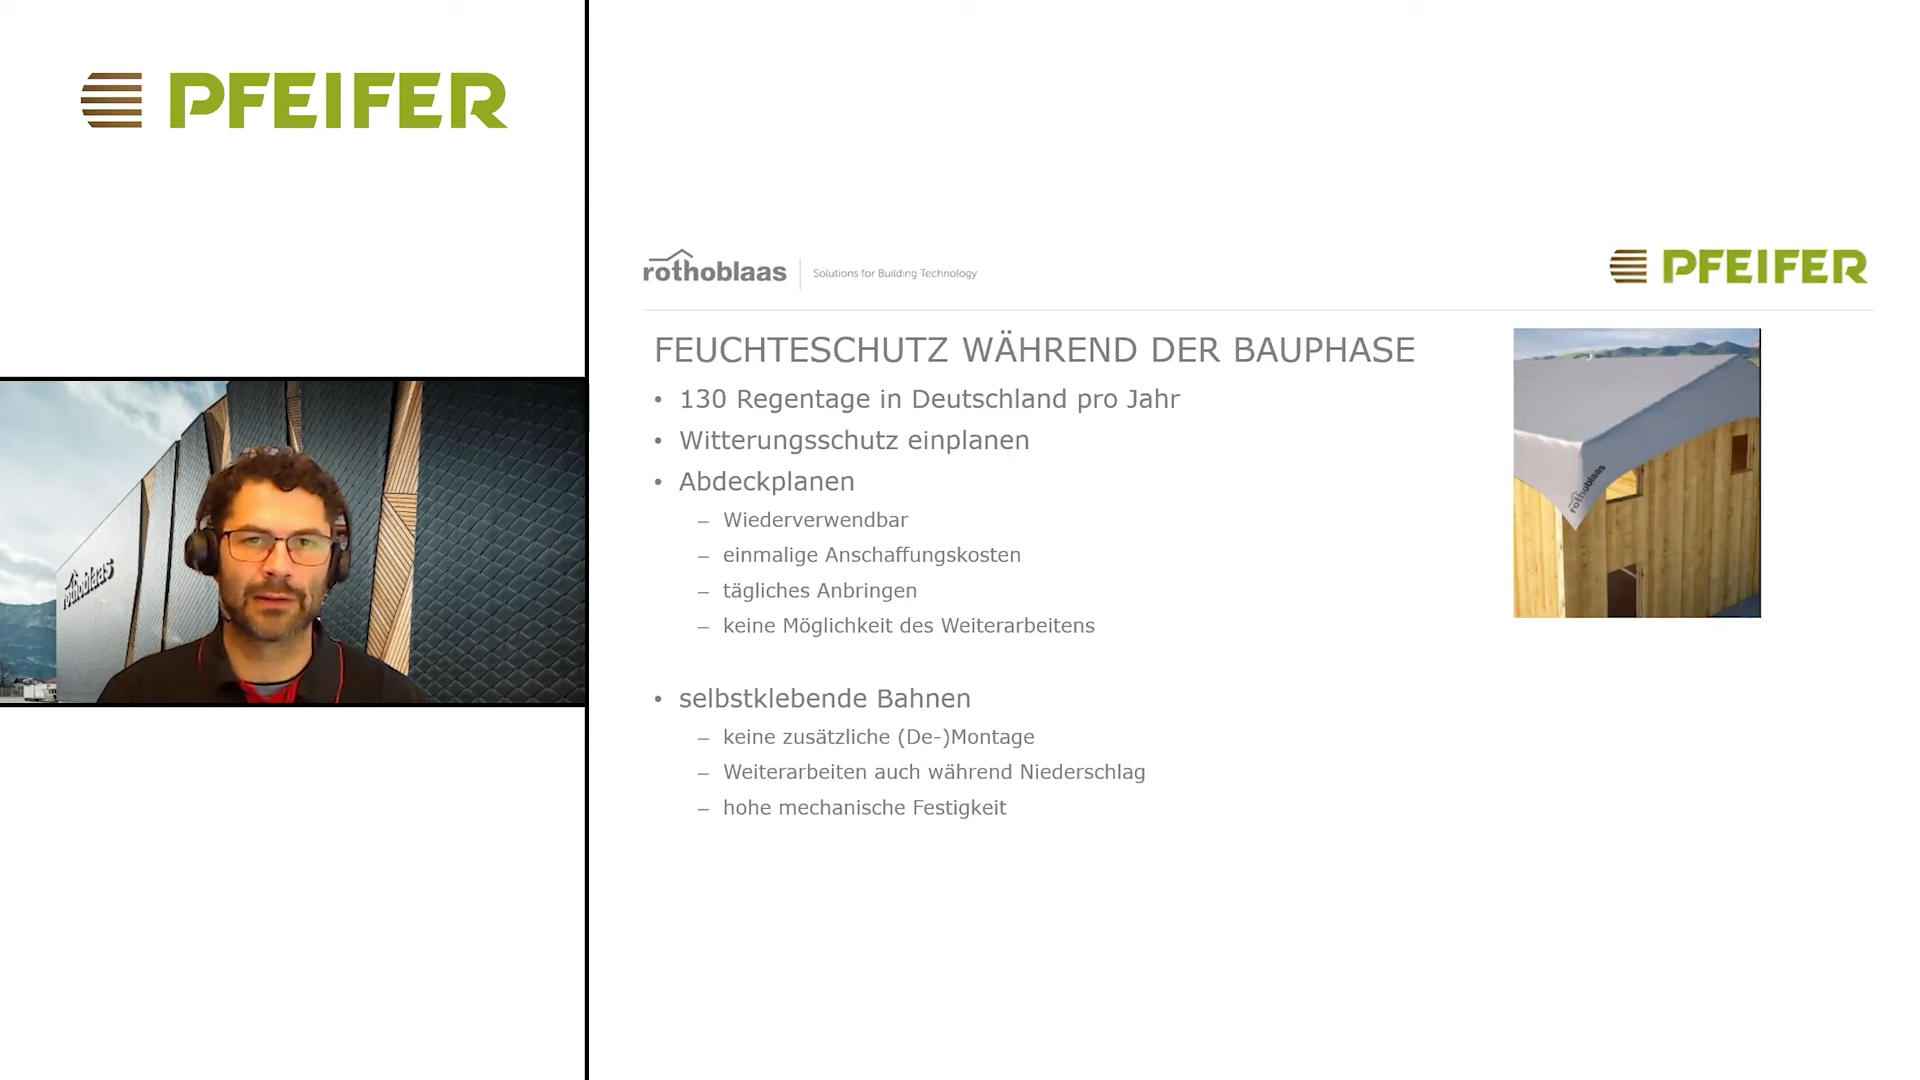 PFEIFER
rothoblaas
rothoblaas
Solutions for Building Technology
PFEIFER
FEUCHTESCHUTZ WÄHREND DER BAUPHASE
• 130 Regentage in Deutschland pro Jahr
• Witterungsschutz einplanen
• Abdeckplanen
– Wiederverwendbar
– einmalige Anschaffungskosten
– tägliches Anbringen
– keine Möglichkeit des Weiterarbeitens
• selbstklebende Bahnen
– keine zusätzliche (De-)Montage
– Weiterarbeiten auch während Niederschlag
– hohe mechanische Festigkeit
rothoblaas